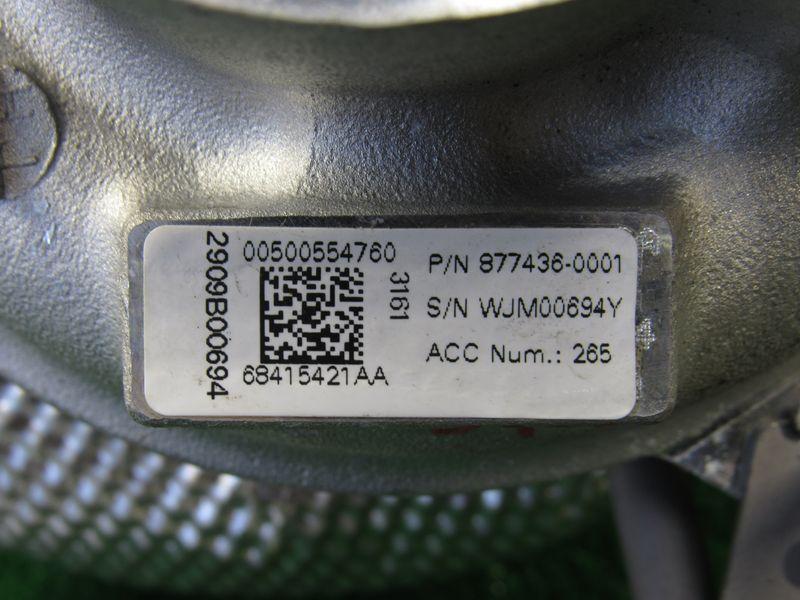 2909B00694
00500554760
3161
68415421AA
P/N 877436-0001
S/N WJM00694Y
ACC Num.: 265